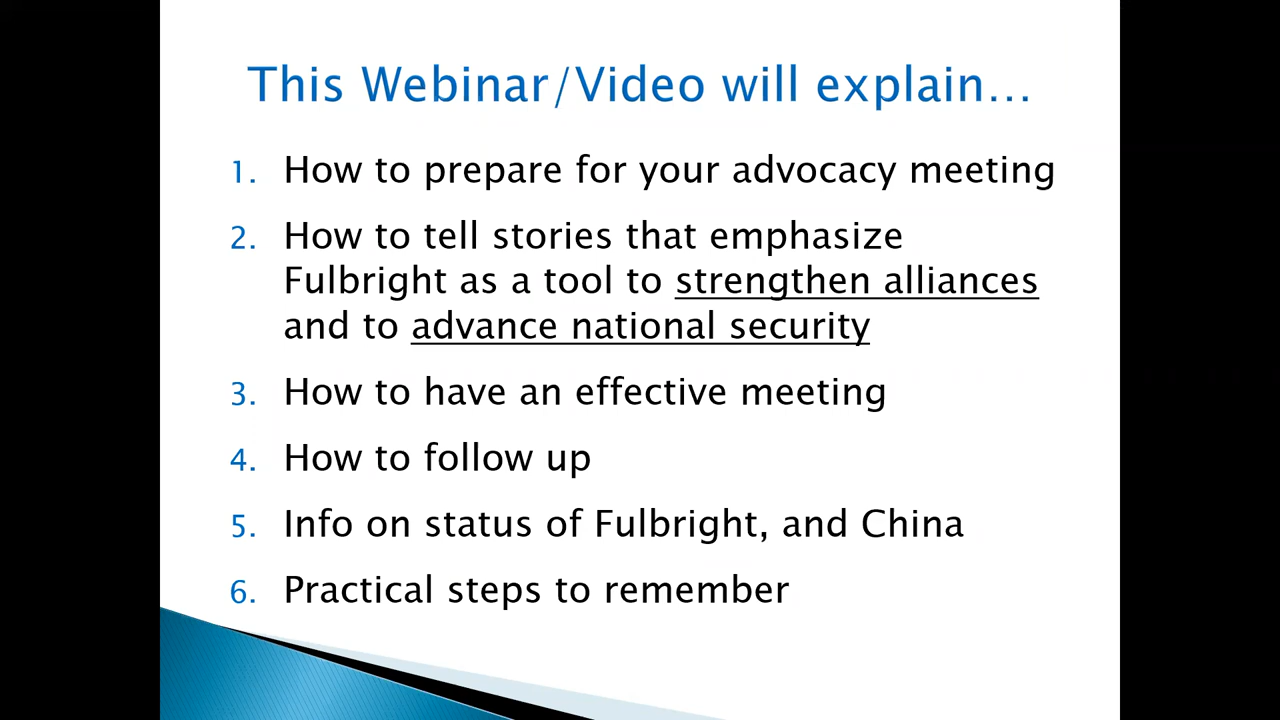 This Webinar/Video will explain...
1. How to prepare for your advocacy meeting
2. How to tell stories that emphasize
Fulbright as a tool to strengthen alliances
and to advance national security
3. How to have an effective meeting
4. How to follow up
5. Info on status of Fulbright, and China
6. Practical steps to remember